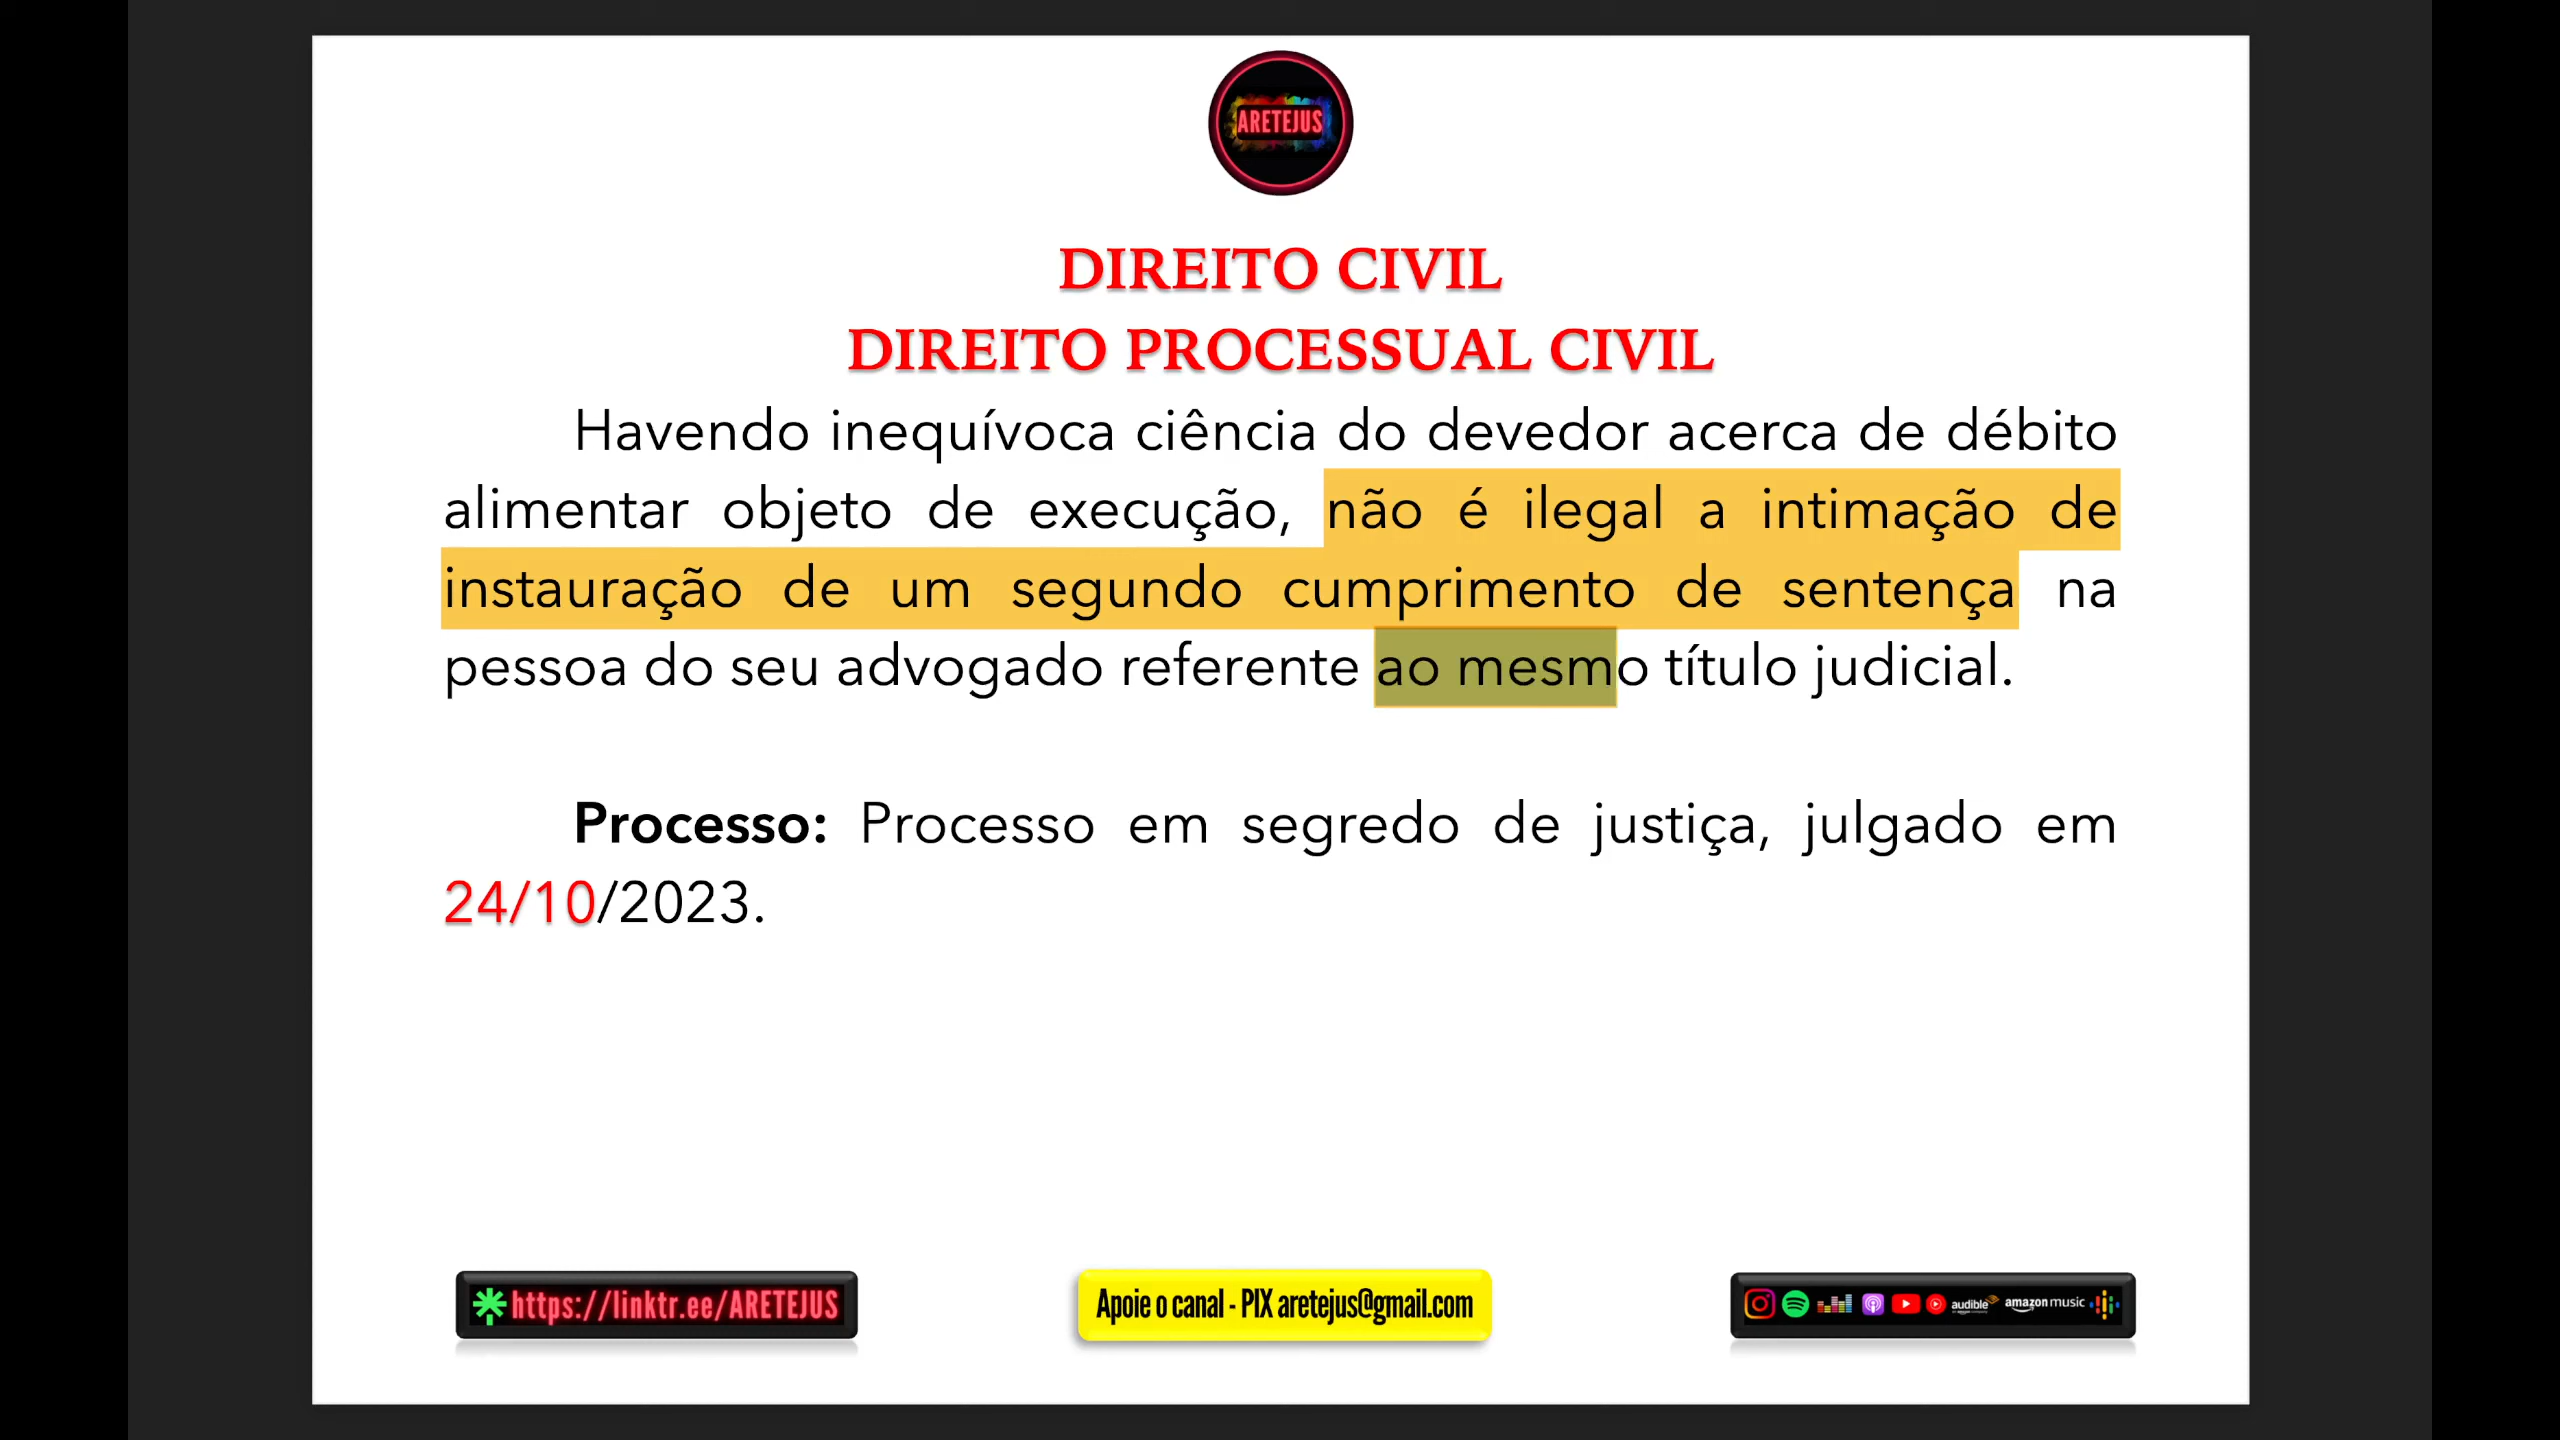 ARETEJUS
DIREITO CIVIL
DIREITO PROCESSUAL CIVIL
Havendo inequívoca ciência do devedor acerca de débito
alimentar objeto de execução, não é ilegal a intimação de
instauração de um segundo cumprimento de sentença na
pessoa do seu advogado referente ao mesmo título judicial.
Processo: Processo em segredo de justiça, julgado em
24/10/2023.
https://linktr.ee/ARETEJUS
Apoie o canal - PIX aretejus@gmail.com
audible
amazon music